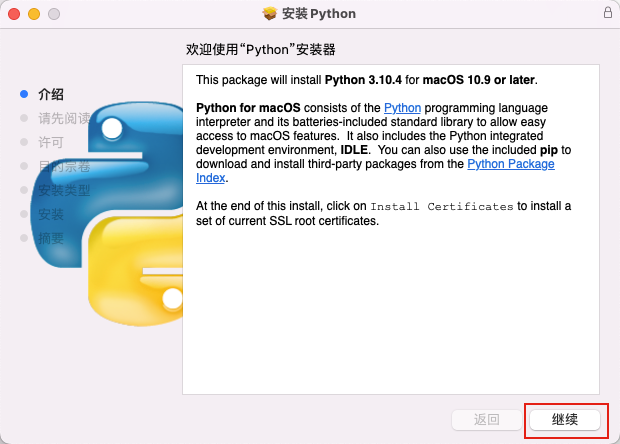 安装 Python
欢迎使用“Python”安装器
介绍
请先阅读
许可
目的宗卷
安装类型
安装
摘要
This package will install Python 3.10.4 for macOS 10.9 or later.
Python for macOS consists of the Python programming language
interpreter and its batteries-included standard library to allow easy
access to macOS features.  It also includes the Python integrated
development environment, IDLE.  You can also use the included pip to
download and install third-party packages from the Python Package
Index.
At the end of this install, click on Install Certificates to install a
set of current SSL root certificates.
返回
继续